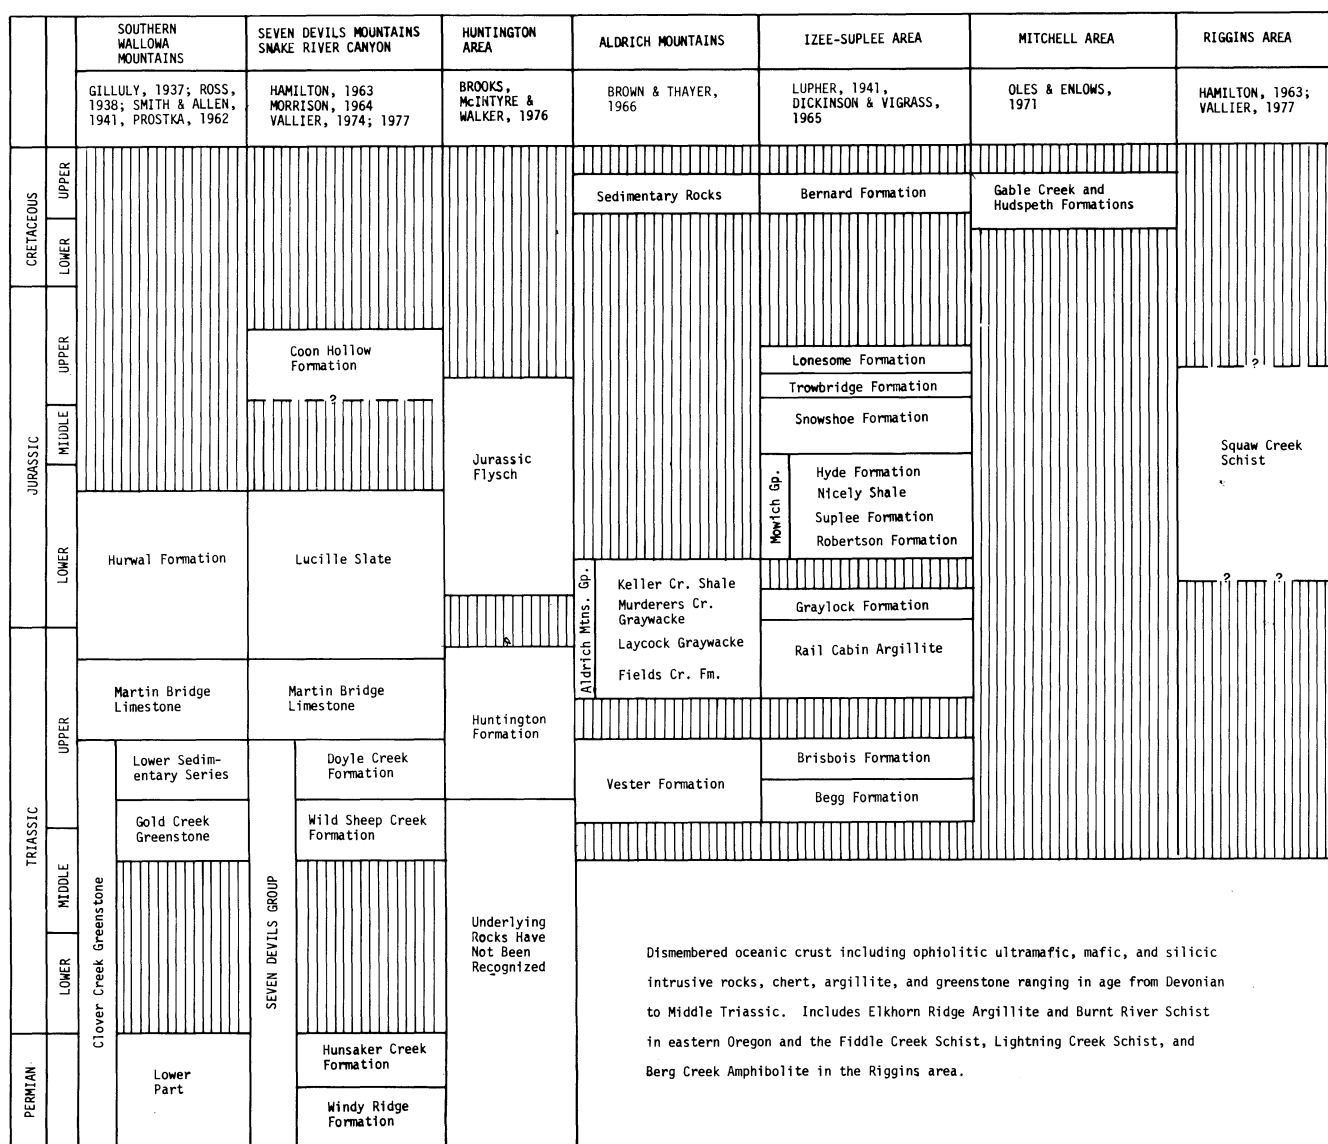 SOUTHERN
WALLOWA
MOUNTAINS
SEVEN DEVILS MOUNTAINS
SNAKE RIVER CANYON
HUNTINGTON
AREA
ALDRICH MOUNTAINS
IZEE-SUPLEE AREA
MITCHELL AREA
RIGGINS AREA
GILLULY, 1937; ROSS,
1938; SMITH & ALLEN,
1941, PROSTKA, 1962
HAMILTON, 1963
MORRISON, 1964
VALLIER, 1974; 1977
BROOKS,
McINTYRE &
WALKER, 1976
BROWN & THAYER,
1966
LUPHER, 1941,
DICKINSON & VIGRASS,
1965
OLES & ENLOWS,
1971
HAMILTON, 1963;
VALLIER, 1977
CRETACEOUS
UPPER
LOWER
JURASSIC
UPPER
MIDDLE
LOWER
TRIASSIC
UPPER
MIDDLE
LOWER
PERMIAN
Hurwal Formation
Martin Bridge
Limestone
Clover Creek Greenstone
Lower Sedim-
entary Series
Gold Creek
Greenstone
Lower
Part
Coon Hollow
Formation
?
Lucille Slate
Martin Bridge
Limestone
SEVEN DEVILS GROUP
Doyle Creek
Formation
Wild Sheep Creek
Formation
Hunsaker Creek
Formation
Windy Ridge
Formation
Jurassic
Flysch
?
Huntington
Formation
Underlying
Rocks Have
Not Been
Recognized
Sedimentary Rocks
Aldrich Mtns. Gp.
Keller Cr. Shale
Murderers Cr.
Graywacke
Laycock Graywacke
Fields Cr. Fm.
Vester Formation
Bernard Formation
Lonesome Formation
Trowbridge Formation
Snowshoe Formation
Mowich Gp.
Hyde Formation
Nicely Shale
Suplee Formation
Robertson Formation
Graylock Formation
Rail Cabin Argillite
Brisbois Formation
Begg Formation
Gable Creek and
Hudspeth Formations
?
Squaw Creek
Schist
? ?
Dismembered oceanic crust including ophiolitic ultramafic, mafic, and silicic
intrusive rocks, chert, argillite, and greenstone ranging in age from Devonian
to Middle Triassic. Includes Elkhorn Ridge Argillite and Burnt River Schist
in eastern Oregon and the Fiddle Creek Schist, Lightning Creek Schist, and
Berg Creek Amphibolite in the Riggins area.